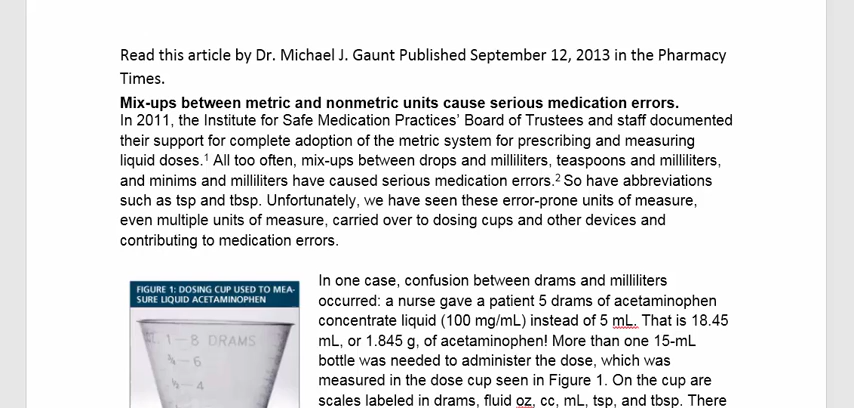 Read this article by Dr. Michael J. Gaunt Published September 12, 2013 in the Pharmacy
Times.
Mix-ups between metric and nonmetric units cause serious medication errors.
In 2011, the Institute for Safe Medication Practices’ Board of Trustees and staff documented
their support for complete adoption of the metric system for prescribing and measuring
liquid doses.1 All too often, mix-ups between drops and milliliters, teaspoons and milliliters,
and minims and milliliters have caused serious medication errors.2 So have abbreviations
such as tsp and tbsp. Unfortunately, we have seen these error-prone units of measure,
even multiple units of measure, carried over to dosing cups and other devices and
contributing to medication errors.
FIGURE 1: DOSING CUP USED TO MEA-
SURE LIQUID ACETAMINOPHEN
1 – 8 DRAMS
¾ – 6
½ – 4
In one case, confusion between drams and milliliters
occurred: a nurse gave a patient 5 drams of acetaminophen
concentrate liquid (100 mg/mL) instead of 5 mL. That is 18.45
mL, or 1.845 g, of acetaminophen! More than one 15-mL
bottle was needed to administer the dose, which was
measured in the dose cup seen in Figure 1. On the cup are
scales labeled in drams, fluid oz, cc, mL, tsp, and tbsp. There